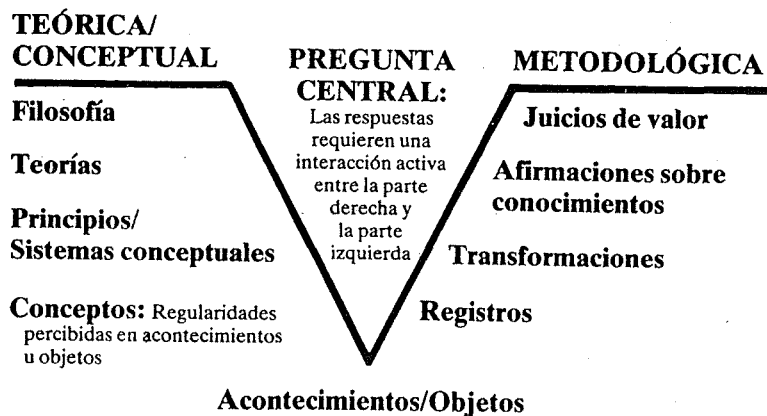 TEÓRICA/
CONCEPTUAL
Filosofía
Teorías
Principios/
Sistemas conceptuales
Conceptos: Regularidades
percibidas en acontecimientos
u objetos
PREGUNTA
CENTRAL:
Las respuestas
requieren una
interacción activa
entre la parte
derecha y
la parte
izquierda
METODOLÓGICA
Juicios de valor
Afirmaciones sobre
conocimientos
Transformaciones
Registros
Acontecimientos/Objetos